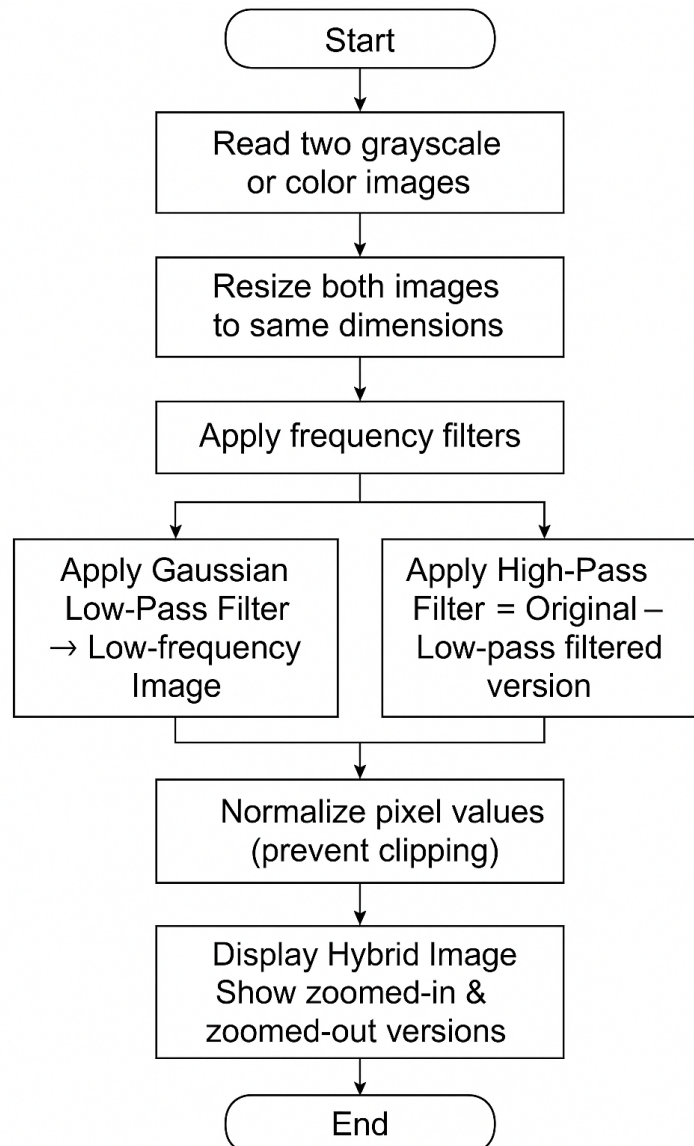 Start
Read two grayscale
or color images
Resize both images
to same dimensions
Apply frequency filters
Apply Gaussian
Low-Pass Filter
→ Low-frequency
Image
Apply High-Pass
Filter = Original –
Low-pass filtered
version
Normalize pixel values
(prevent clipping)
Display Hybrid Image
Show zoomed-in &
zoomed-out versions
End